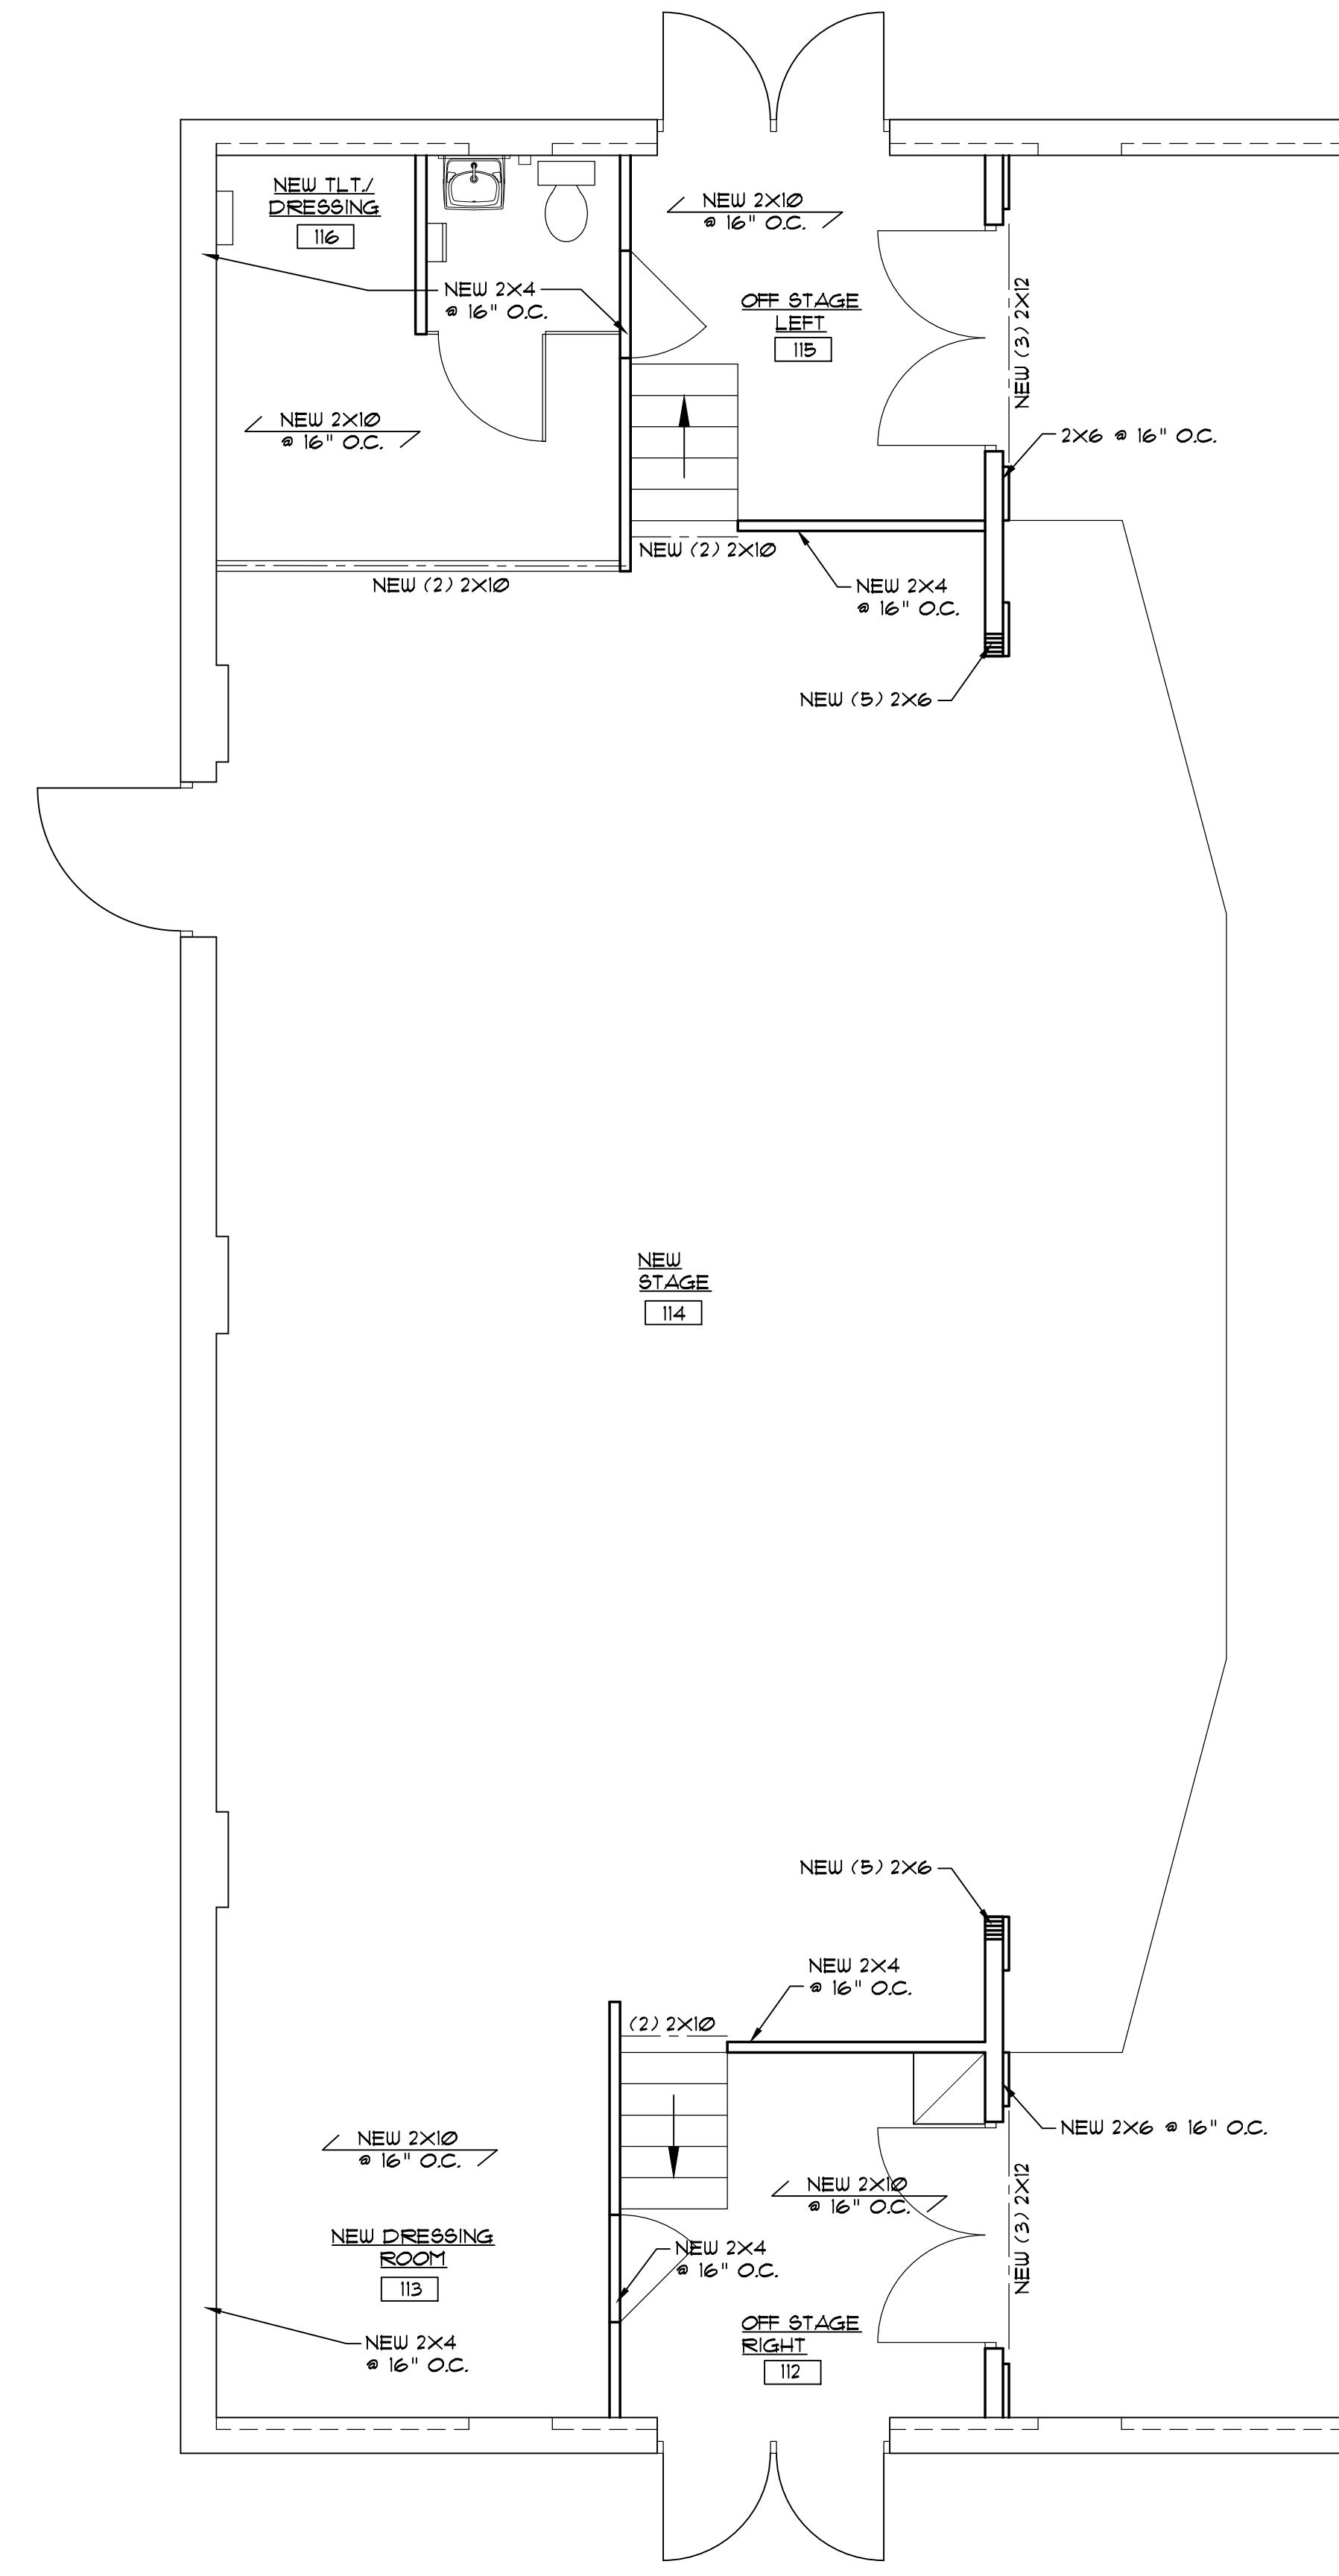 NEW TLT./
DRESSING
116
NEW 2X10
@ 16" O.C.
NEW 2X4
@ 16" O.C.
OFF STAGE
LEFT
115
NEW (3) 2X12
NEW 2X10
@ 16" O.C.
2X6 @ 16" O.C.
NEW (2) 2X10
NEW (2) 2X10
NEW 2X4
@ 16" O.C.
NEW (5) 2X6
NEW
STAGE
114
NEW (5) 2X6
NEW 2X4
@ 16" O.C.
(2) 2X10
NEW 2X6 @ 16" O.C.
NEW 2X10
@ 16" O.C.
NEW 2X10
@ 16" O.C.
NEW (3) 2X12
NEW DRESSING
ROOM
113
NEW 2X4
@ 16" O.C.
OFF STAGE
RIGHT
112
NEW 2X4
@ 16" O.C.